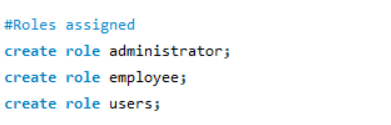 #Roles assigned
create role administrator;
create role employee;
create role users;